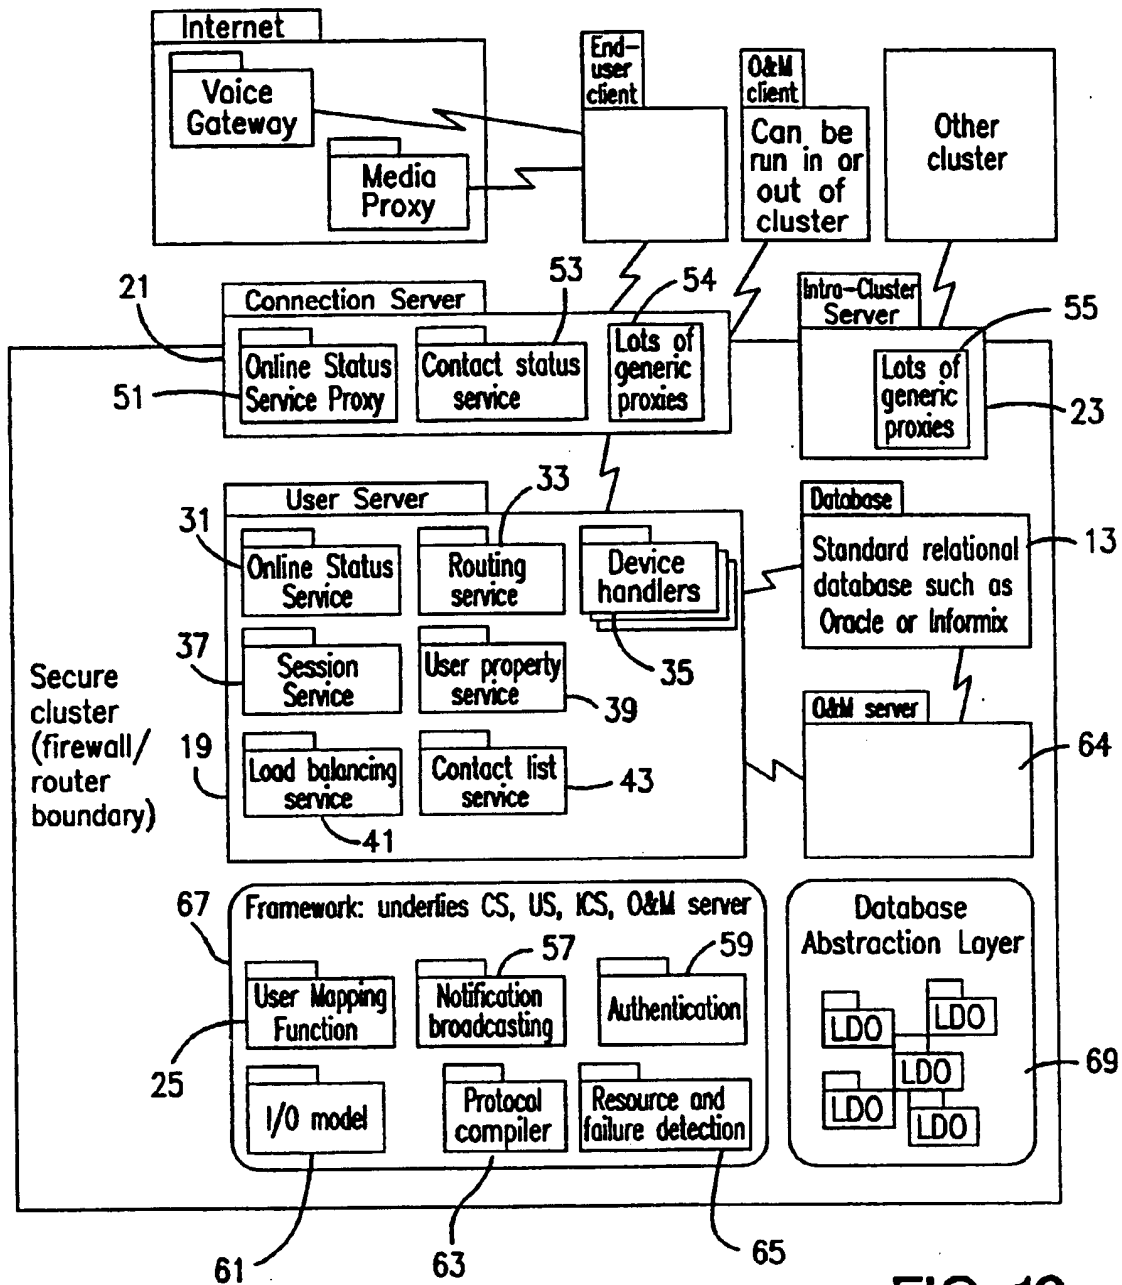 Internet
Voice
Gateway
Media
Proxy
End-
user
client
O&M
client
Can be
run in or
out of
cluster
Other
cluster
21
Connection Server
53
54
Online Status
Service Proxy
51
Contact status
service
Lots of
generic
proxies
Intra-Cluster
Server
55
Lots of
generic
proxies
23
User Server
33
31
Online Status
Service
Routing
service
Device
handlers
35
Database
Standard relational
database such as
Oracle or Informix
13
37
Session
Service
User property
service
39
Secure
cluster
(firewall/
router
boundary)
19
Load balancing
service
41
Contact list
service
43
O&M server
64
67
Framework: underlies CS, US, ICS, O&M server
57
59
User Mapping
Function
25
Notification
broadcasting
Authentication
I/O model
61
Protocol
compiler
63
Resource and
failure detection
65
Database
Abstraction Layer
LDO
LDO
LDO
LDO
LDO
69